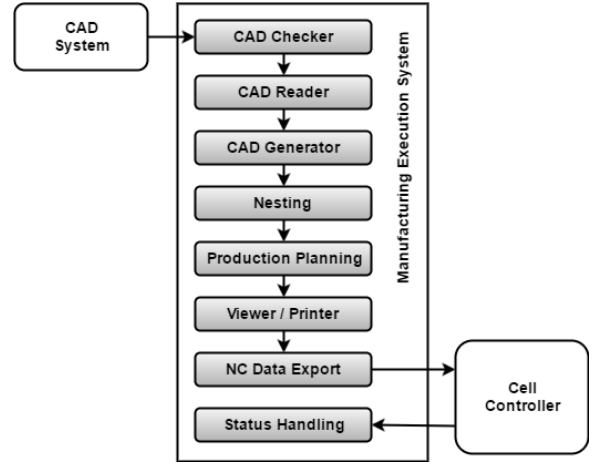 CAD
System
CAD Checker
CAD Reader
CAD Generator
Nesting
Production Planning
Viewer / Printer
NC Data Export
Status Handling
Manufacturing Execution System
Cell
Controller